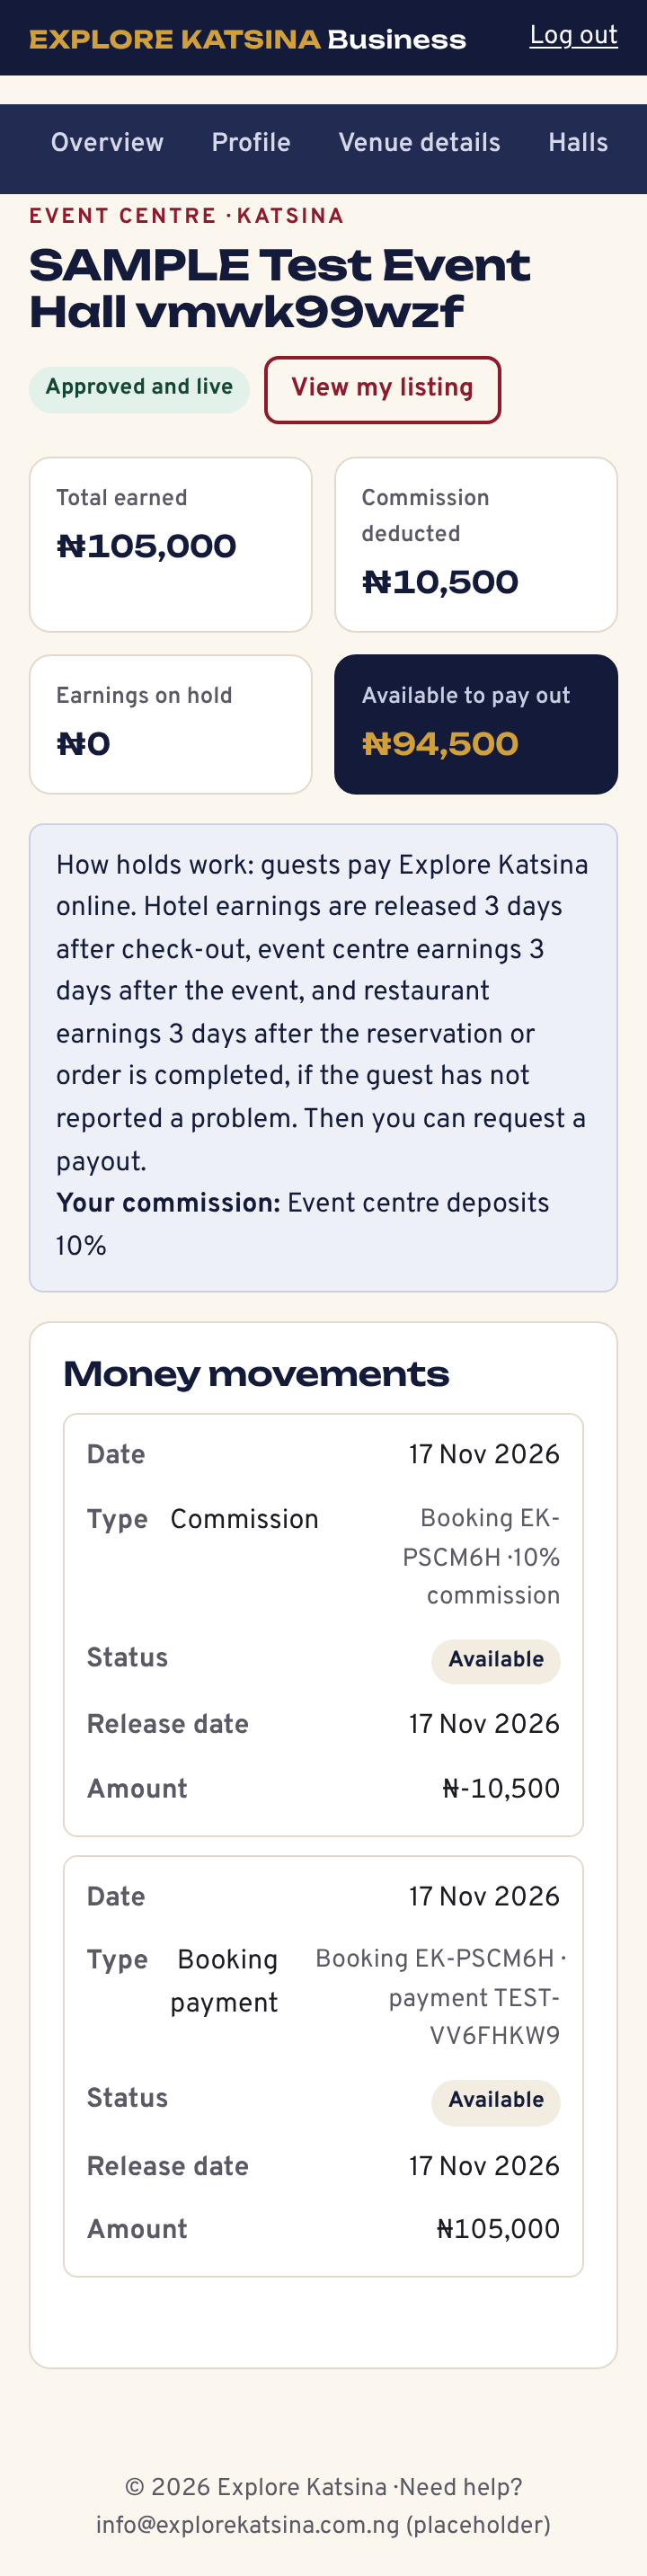 EXPLORE KATSINA Business
Log out
Overview
Profile
Venue details
Halls
EVENT CENTRE · KATSINA
SAMPLE Test Event
Hall vmwk99wzf
Approved and live
View my listing
Total earned
₦105,000
Commission
deducted
₦10,500
Earnings on hold
₦0
Available to pay out
₦94,500
How holds work: guests pay Explore Katsina
online. Hotel earnings are released 3 days
after check-out, event centre earnings 3
days after the event, and restaurant
earnings 3 days after the reservation or
order is completed, if the guest has not
reported a problem. Then you can request a
payout.
Your commission: Event centre deposits
10%
Money movements
Date
17 Nov 2026
Type
Commission
Booking EK-
PSCM6H · 10%
commission
Status
Available
Release date
17 Nov 2026
Amount
₦-10,500
Date
17 Nov 2026
Type
Booking
payment
Booking EK-PSCM6H ·
payment TEST-
VV6FHKW9
Status
Available
Release date
17 Nov 2026
Amount
₦105,000
© 2026 Explore Katsina · Need help?
info@explorekatsina.com.ng (placeholder)